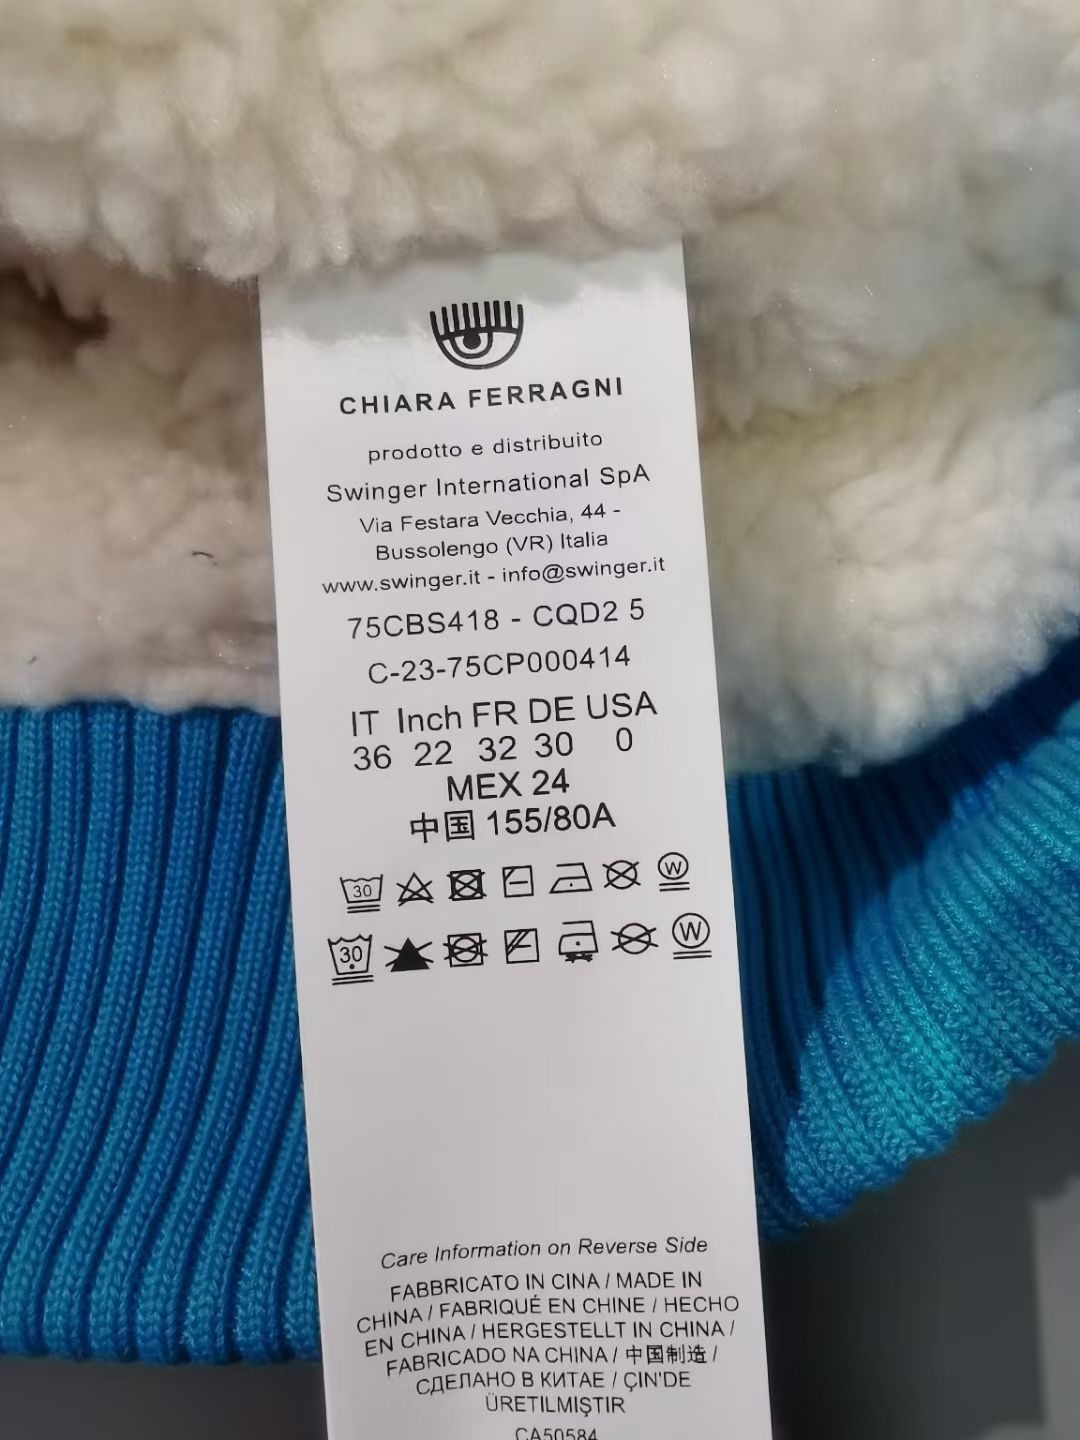 CHIARA FERRAGNI
prodotto e distribuito
Swinger International SpA
Via Festara Vecchia, 44 -
Bussolengo (VR) Italia
www.swinger.it - info@swinger.it
75CBS418 - CQD2 5
C-23-75CP000414
IT Inch FR DE USA
36 22 32 30 0
MEX 24
中国 155/80A
30 W
30 W
Care Information on Reverse Side
FABBRICATO IN CINA / MADE IN
CHINA / FABRIQUÉ EN CHINE / HECHO
EN CHINA / HERGESTELLT IN CHINA /
FABRICADO NA CHINA / 中国制造 /
СДЕЛАНО В КИТАЕ / ÇIN'DE
ÜRETILMIŞTIR
CA50584